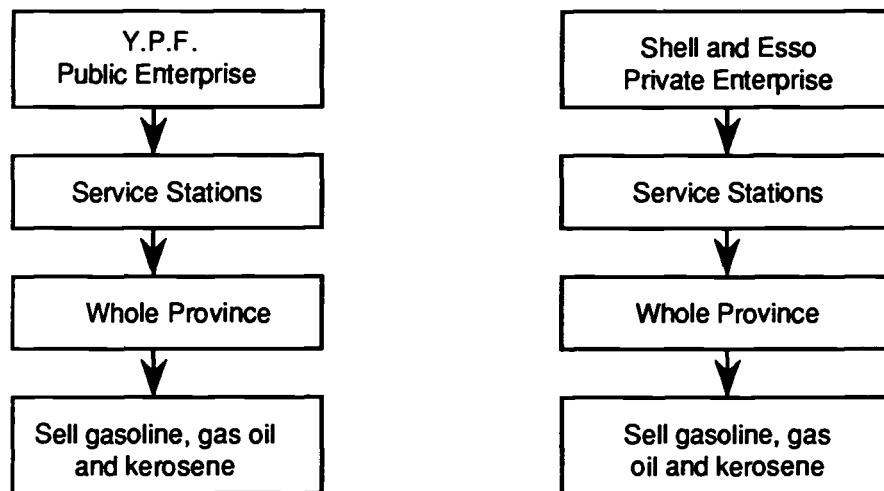 Y.P.F.
Public Enterprise
Service Stations
Whole Province
Sell gasoline, gas oil
and kerosene
Shell and Esso
Private Enterprise
Service Stations
Whole Province
Sell gasoline, gas
oil and kerosene